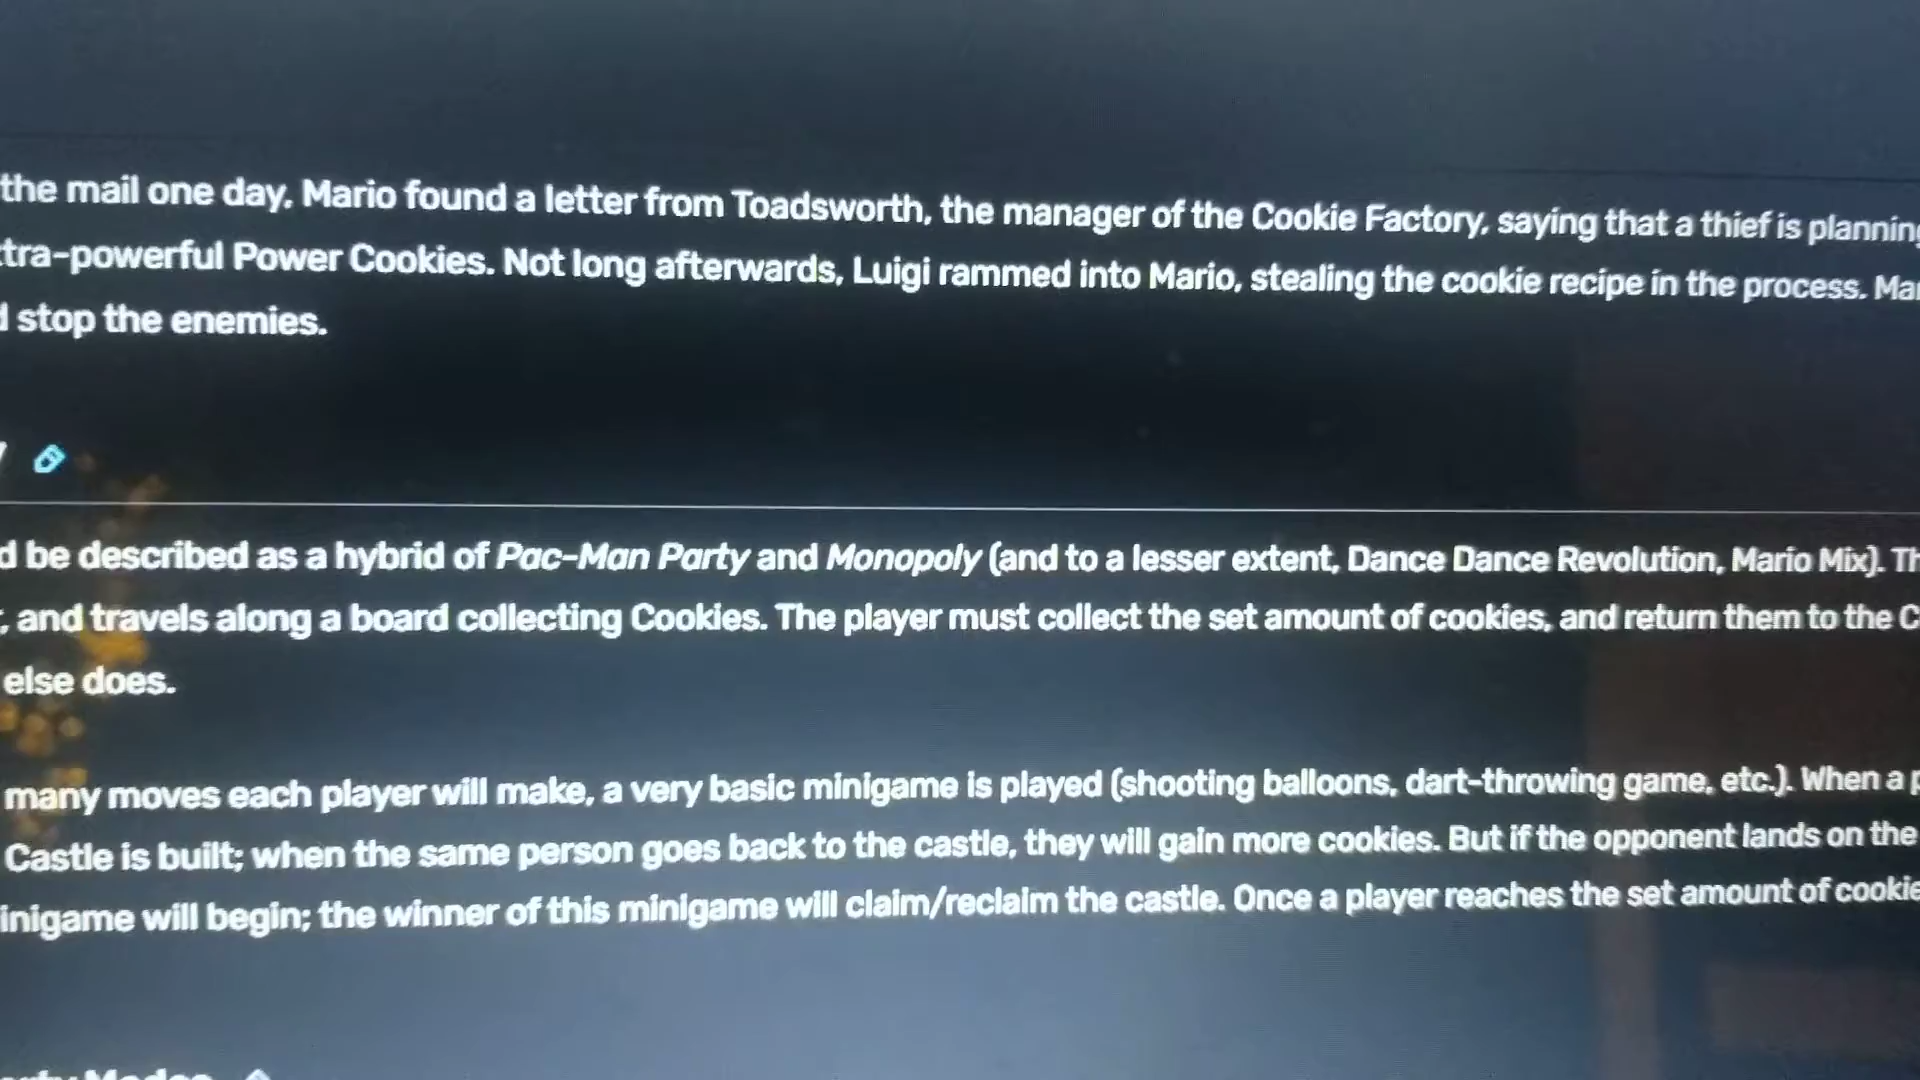 the mail one day, Mario found a letter from Toadsworth, the manager of the Cookie Factory, saying that a thief is planning
tra-powerful Power Cookies. Not long afterwards, Luigi rammed into Mario, stealing the cookie recipe in the process. Mar
stop the enemies.
d be described as a hybrid of Pac-Man Party and Monopoly (and to a lesser extent, Dance Dance Revolution, Mario Mix). Th
, and travels along a board collecting Cookies. The player must collect the set amount of cookies, and return them to the C
else does.
many moves each player will make, a very basic minigame is played (shooting balloons, dart-throwing game, etc.). When a p
Castle is built; when the same person goes back to the castle, they will gain more cookies. But if the opponent lands on the
inigame will begin; the winner of this minigame will claim/reclaim the castle. Once a player reaches the set amount of cookie